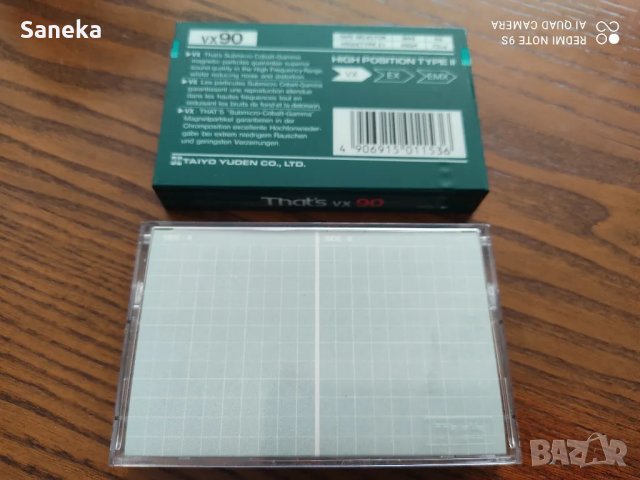 Saneka
REDMI NOTE 9S
AI QUAD CAMERA
VX 90
HIGH POSITION TYPE II
VX EX EMX
▶VX That's Submicro Cobalt-Gamma
magnetic particles guarantee superior
sound quality in the High Frequency Range,
whilst reducing noise and distortion.
▶VX Les particules Submicro Cobalt-Gamma
garantissent une reproduction étendue
dans les hautes fréquences tout en
réduisant les bruits de fond et la distorsion.
▶VX THAT'S "Submicro-Cobalt-Gamma"
Magnetpartikel garantieren in der
Chromposition excellente Hochtonwieder-
gabe bei extrem niedrigem Rauschen
und geringsten Verzerrungen.
4 906915 011536
TAIYO YUDEN CO., LTD.
That's VX 90
SIDE A
SIDE B
BAZAR